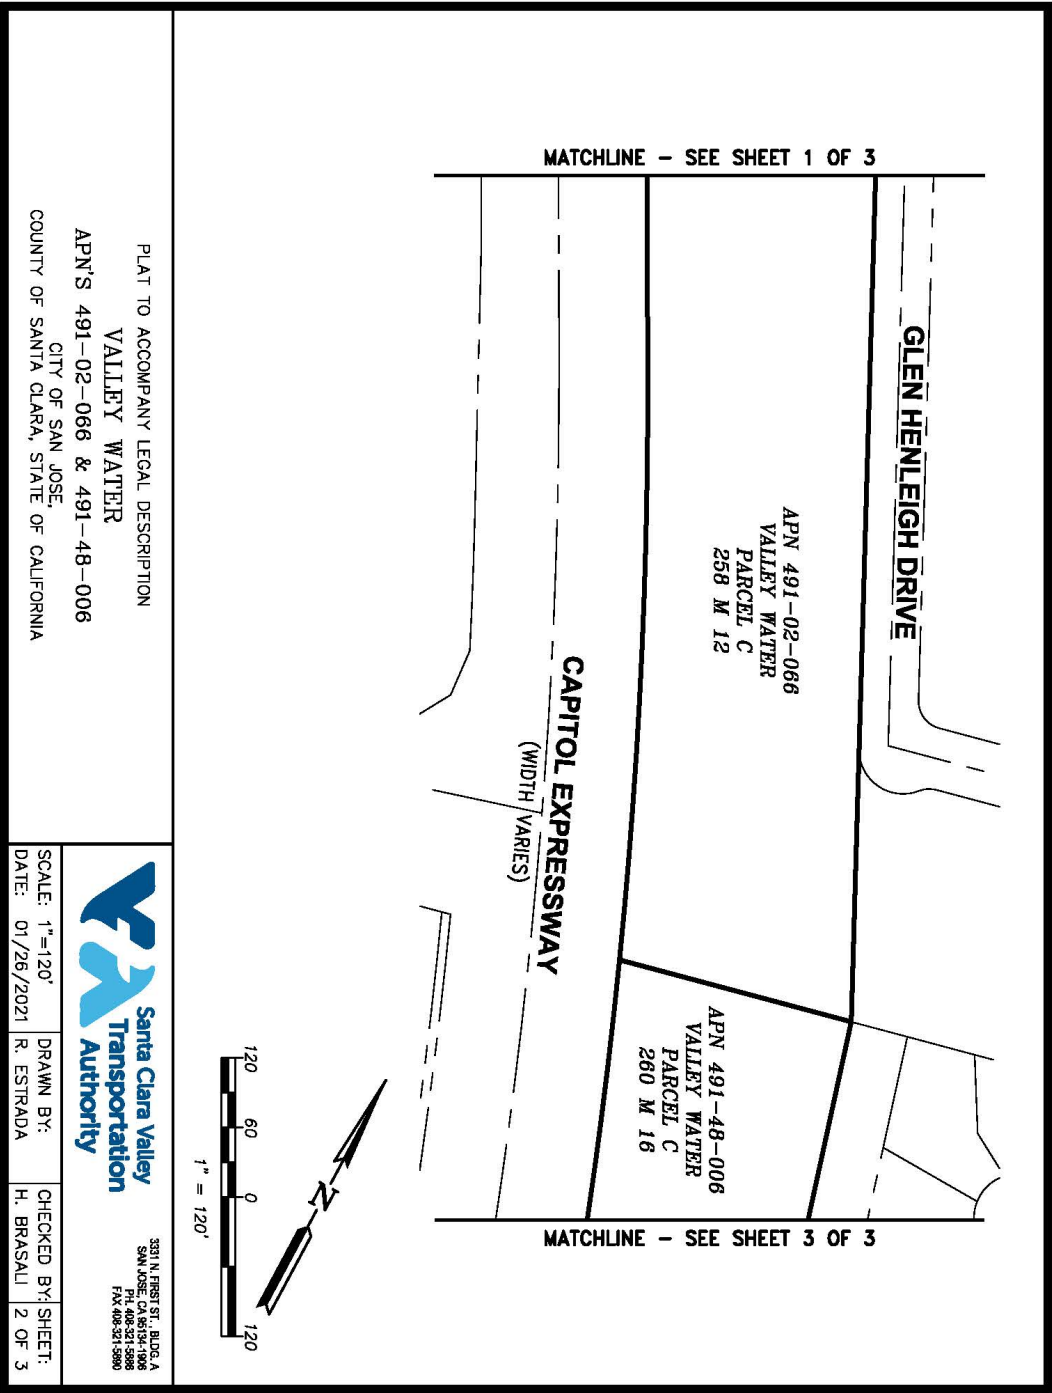 MATCHLINE - SEE SHEET 1 OF 3
GLEN HENLEIGH DRIVE
APN 491-02-066
VALLEY WATER
PARCEL C
258 M 12
CAPITOL EXPRESSWAY
(WIDTH VARIES)
APN 491-48-006
VALLEY WATER
PARCEL C
260 M 16
MATCHLINE - SEE SHEET 3 OF 3
N
120 60 0 120
1" = 120'
PLAT TO ACCOMPANY LEGAL DESCRIPTION
VALLEY WATER
APN'S 491-02-066 & 491-48-006
CITY OF SAN JOSE,
COUNTY OF SANTA CLARA, STATE OF CALIFORNIA
Santa Clara Valley
Transportation
Authority
3331 N. FIRST ST., BLDG. A
SAN JOSE, CA 95134-1906
PH. 408-321-5886
FAX 408-321-5890
SCALE: 1"=120'
DATE: 01/26/2021
DRAWN BY:
R. ESTRADA
CHECKED BY:
H. BRASALI
SHEET:
2 OF 3